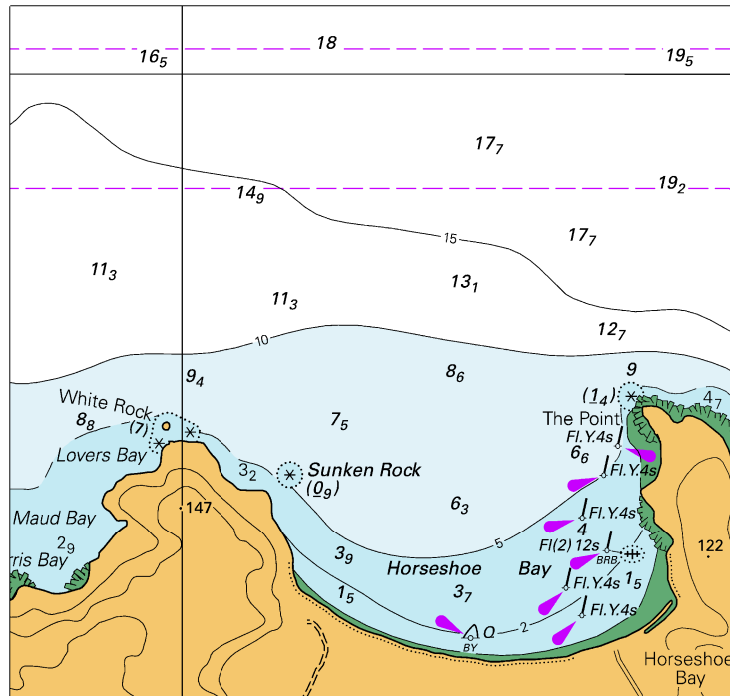 18
16₅
19₅
17₇
19₂
14₉
17₇
15
11₃
13₁
11₃
12₇
10
9
8₆
9₄
4₇
(1₄)
White Rock
(7)
8₈
7₅
The Point
Fl.Y.4s
6₆
Lovers Bay
3₂
Sunken Rock
(0₉)
Fl.Y.4s
6₃
147
Maud Bay
Fl.Y.4s
4
5
122
2₉
rris Bay
3₉
Fl(2) 12s
BRB
Horseshoe Bay
1₅
1₅
3₇
Fl.Y.4s
Fl.Y.4s
Q
2
BY
Horseshoe
Bay